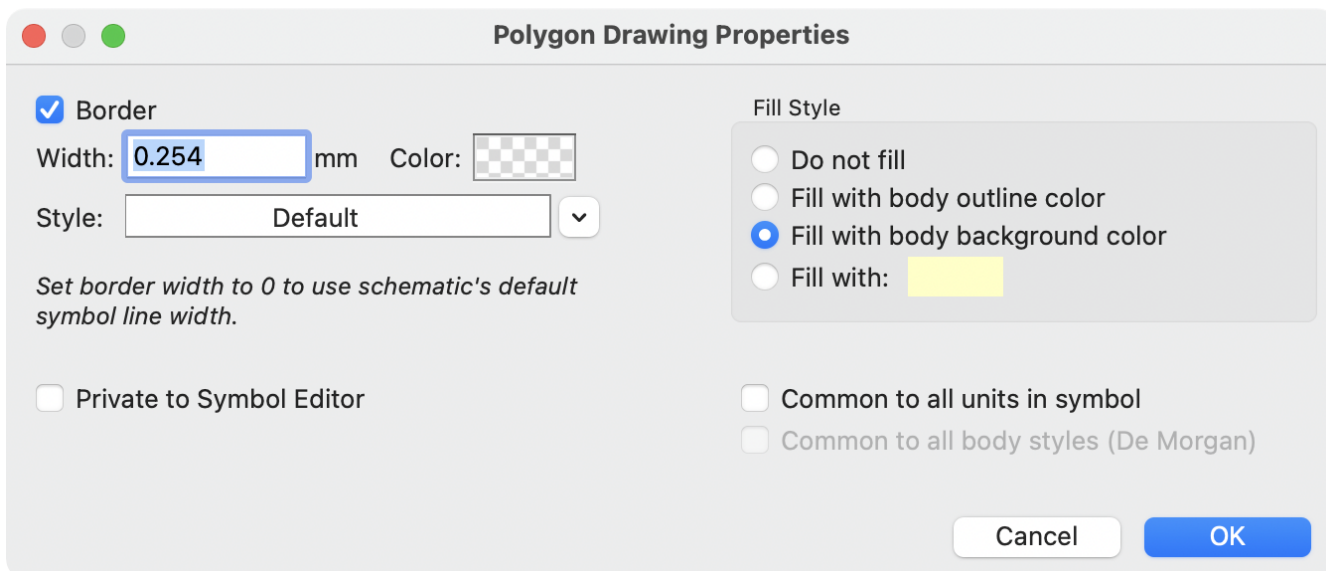 Polygon Drawing Properties
Border
Width: 0.254 mm Color:
Style: Default
Set border width to 0 to use schematic's default
symbol line width.
Private to Symbol Editor
Fill Style
Do not fill
Fill with body outline color
Fill with body background color
Fill with:
Common to all units in symbol
Common to all body styles (De Morgan)
Cancel OK